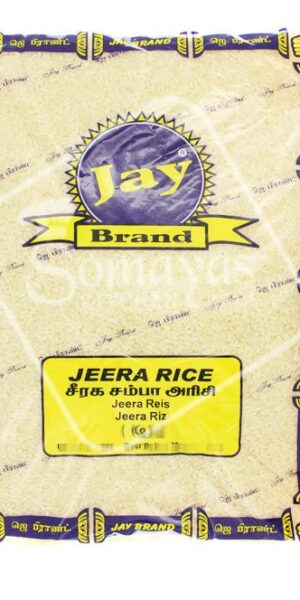 ஜெ பிராண்ட் JAY BRAND ஜெ பிராண்ட்
Jay
®
Brand
JEERA RICE
சீரக சம்பா அரிசி
Jeera Reis
Jeera Riz
ஜெ பிராண்ட் JAY BRAND ஜெ பிராண்ட்